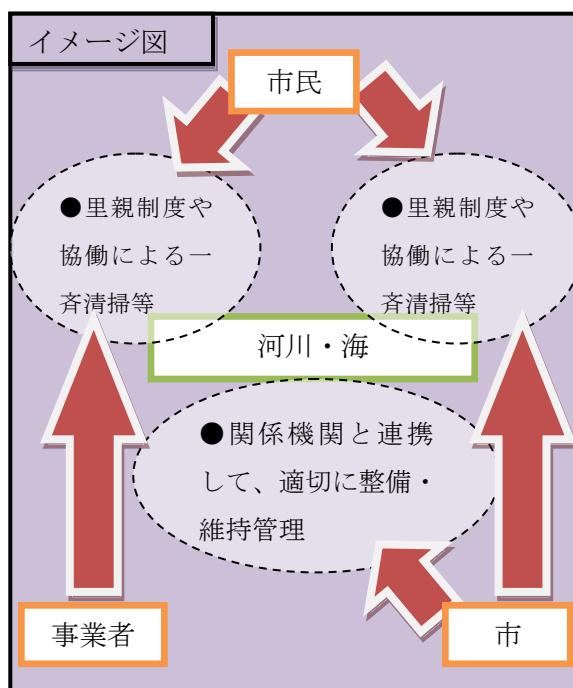 イメージ図
市民
●里親制度や
協働による一
斉清掃等
●里親制度や
協働による一
斉清掃等
河川・海
●関係機関と連携
して、適切に整備・
維持管理
事業者
市